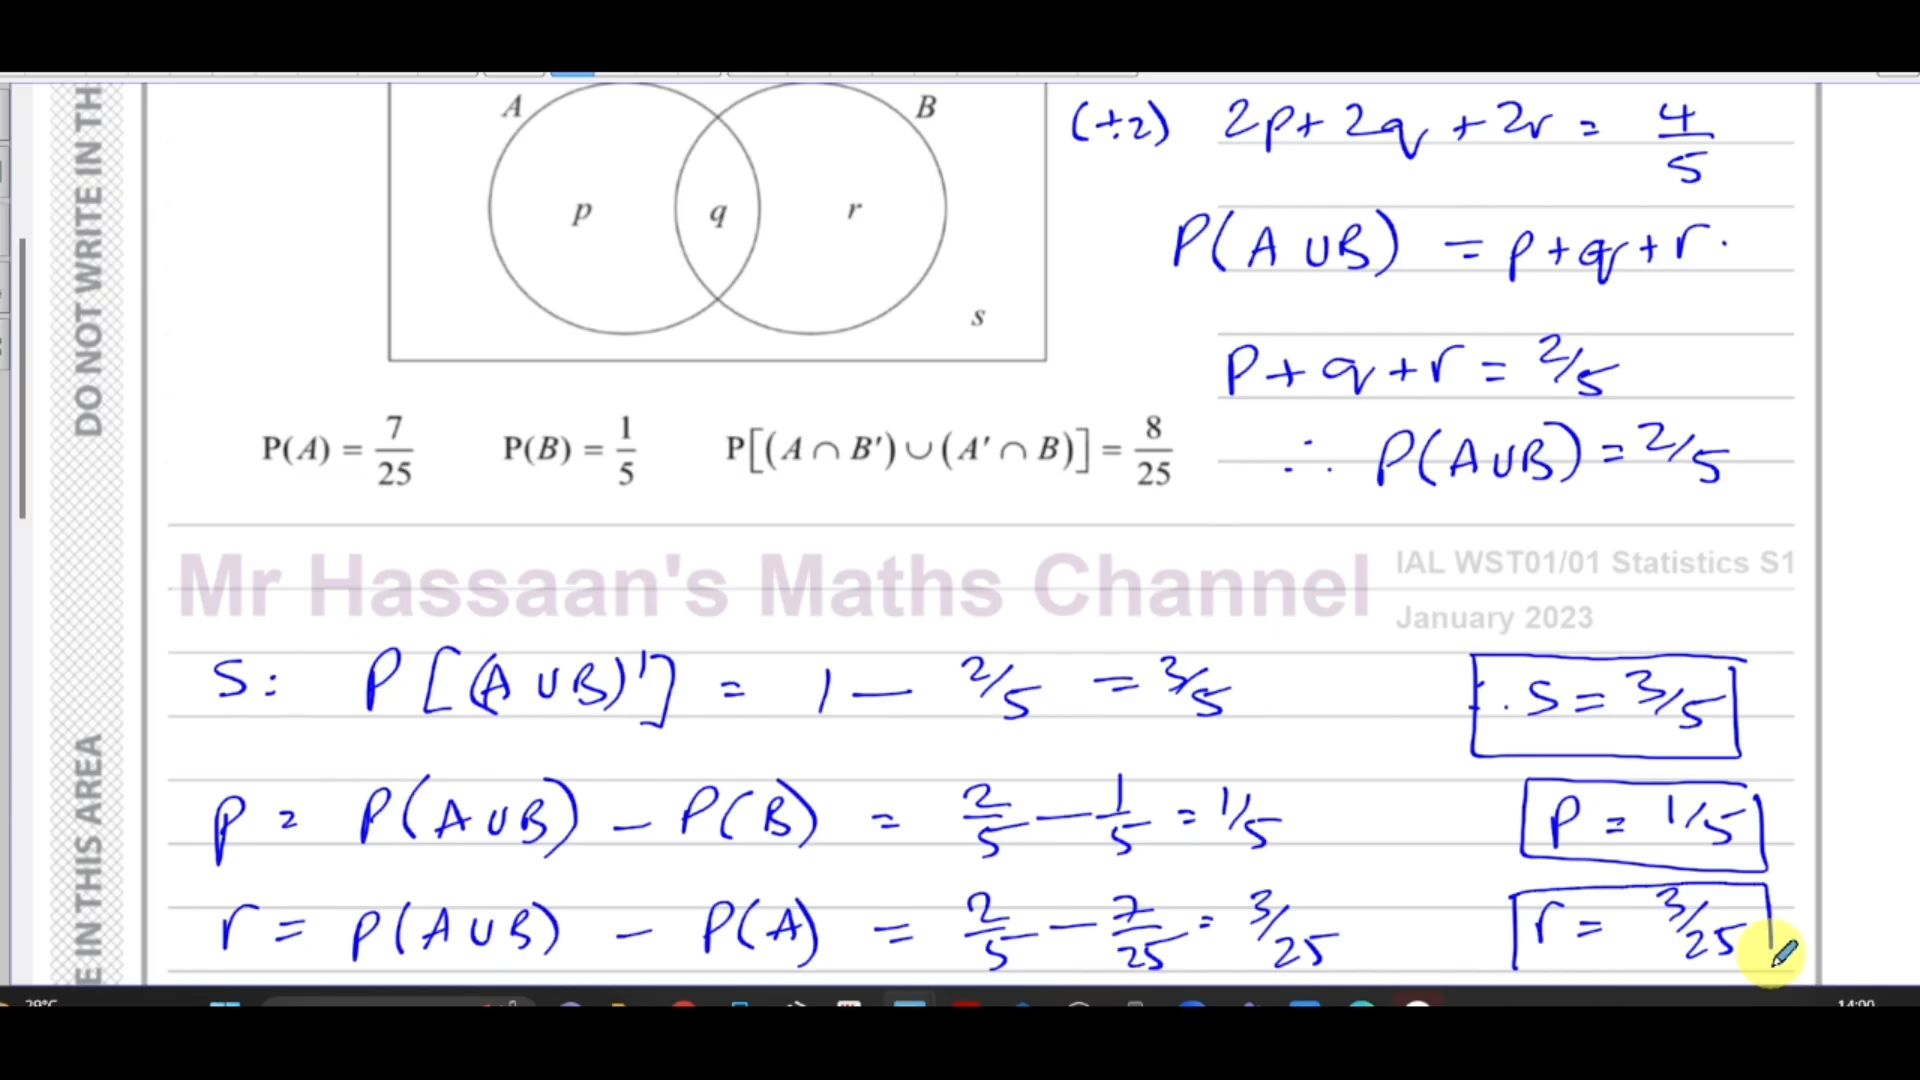 DO NOT WRITE IN TH
A
B
p
q
r
s
(÷2) 2p+2q+2r = 4/5
P(A∪B) = p+q+r.
p+q+r = 2/5
∴ P(A∪B) = 2/5
P(A) = 7/25 P(B) = 1/5 P[(A ∩ B′) ∪ (A′ ∩ B)] = 8/25
Mr Hassaan's Maths Channel
IAL WST01/01 Statistics S1
January 2023
E IN THIS AREA
S: P[(A∪B)'] = 1 − 2/5 = 3/5
∴ S = 3/5
p = P(A∪B) − P(B) = 2/5 − 1/5 = 1/5
p = 1/5
r = P(A∪B) − P(A) = 2/5 − 7/25 = 3/25
r = 3/25